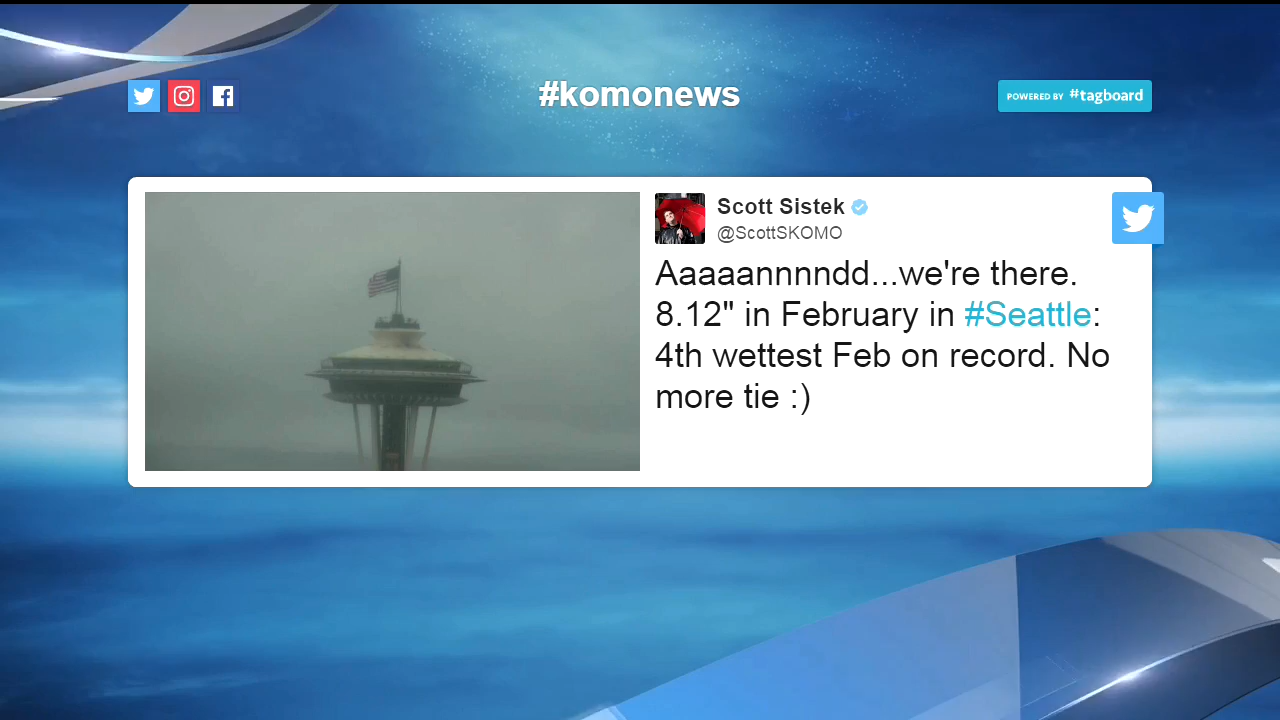 #komonews
POWERED BY #tagboard
Scott Sistek
@ScottSKOMO
Aaaaannnndd...we're there.
8.12" in February in #Seattle:
4th wettest Feb on record. No
more tie :)